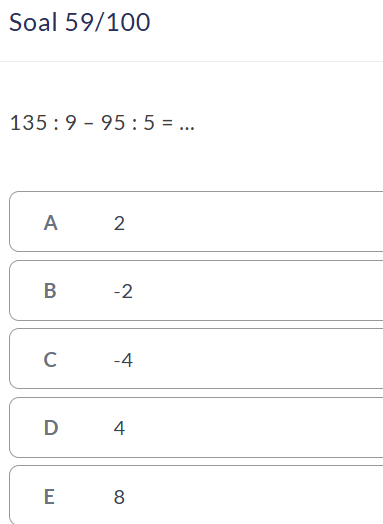 Soal 59/100
135 : 9 – 95 : 5 = ...
A 2
B -2
C -4
D 4
E 8